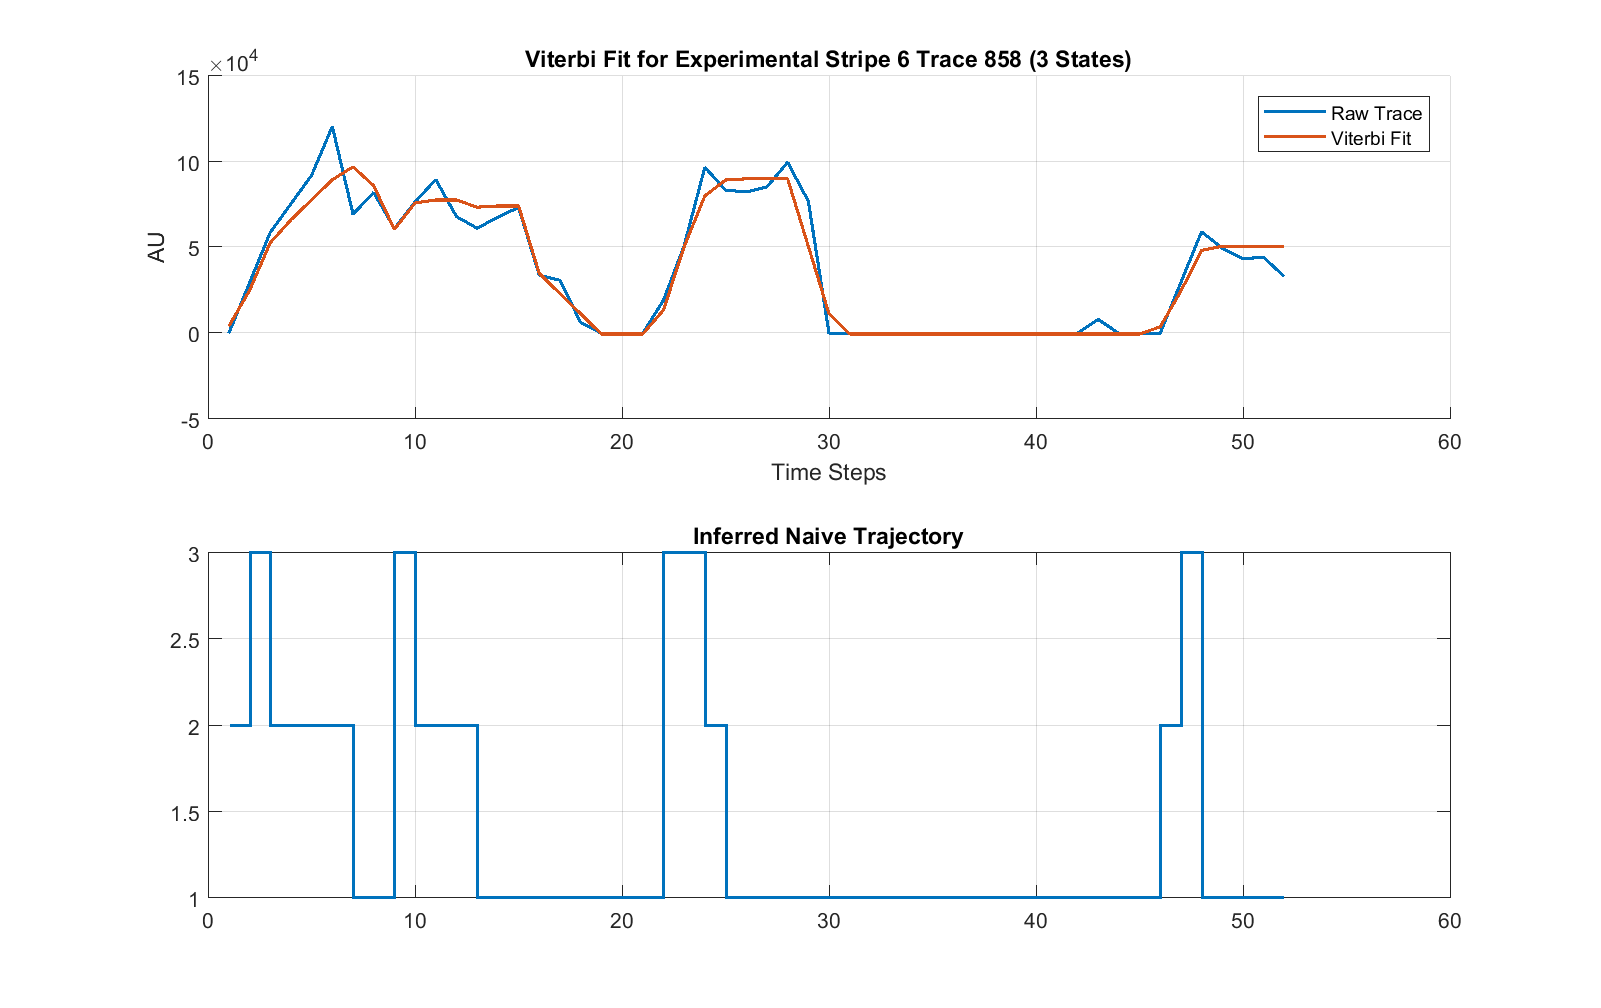 Viterbi Fit for Experimental Stripe 6 Trace 858 (3 States)
×10⁴
15
10
5
0
-5
AU
Raw Trace
Viterbi Fit
0 10 20 30 40 50 60
Time Steps
Inferred Naive Trajectory
3
2.5
2
1.5
1
0 10 20 30 40 50 60